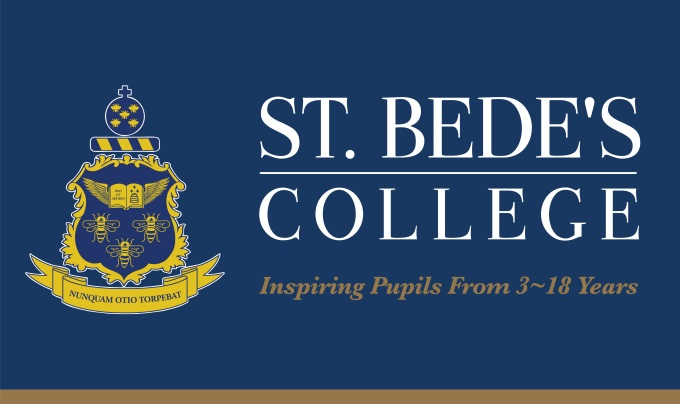 ST. BEDE'S
COLLEGE
Inspiring Pupils From 3~18 Years
NUNQUAM OTIO TORPEBAT